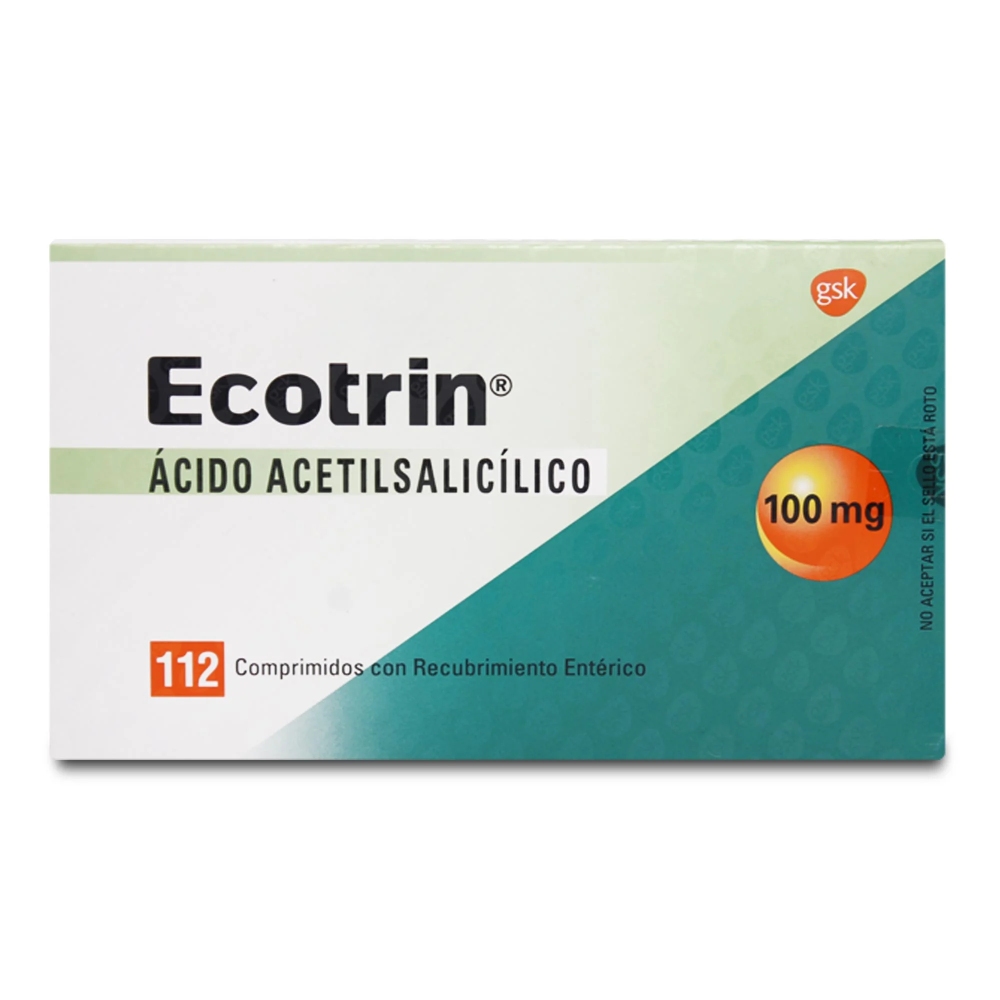 gsk
Ecotrin®
ÁCIDO ACETILSALICÍLICO
100 mg
112 Comprimidos con Recubrimiento Entérico
NO ACEPTAR SI EL SELLO ESTÁ ROTO